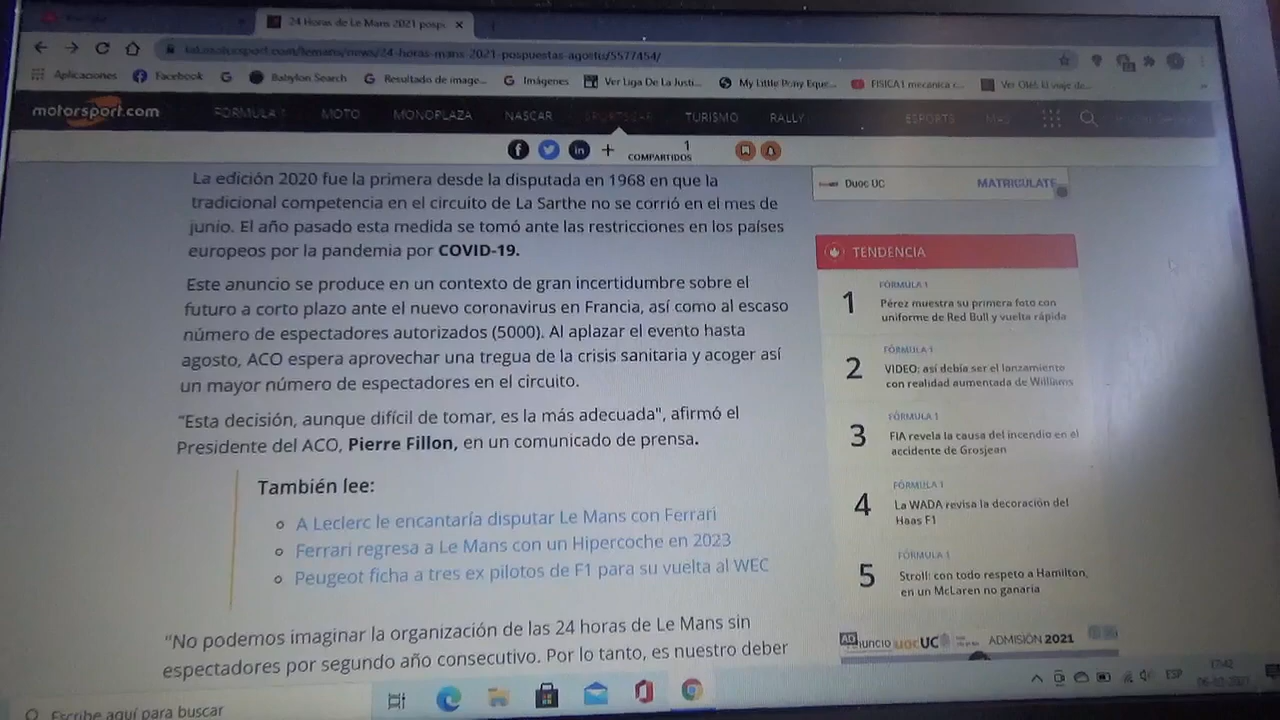 24 Horas de Le Mans 2021 posp
Aplicaciones
Facebook
Babylon Search
Resultado de image...
Imágenes
Ver Liga De La Justi...
My Little Pony Eque...
FISICA1 mecanica c...
Ver Olé: El viaje de...
motorsport.com
FÓRMULA 1
MOTO
MONOPLAZA
NASCAR
SPORTSCAR
TURISMO
RALLY
ESPORTS
MÁS
1
COMPARTIDOS
La edición 2020 fue la primera desde la disputada en 1968 en que la
tradicional competencia en el circuito de La Sarthe no se corrió en el mes de
junio. El año pasado esta medida se tomó ante las restricciones en los países
europeos por la pandemia por COVID-19.
Este anuncio se produce en un contexto de gran incertidumbre sobre el
futuro a corto plazo ante el nuevo coronavirus en Francia, así como al escaso
número de espectadores autorizados (5000). Al aplazar el evento hasta
agosto, ACO espera aprovechar una tregua de la crisis sanitaria y acoger así
un mayor número de espectadores en el circuito.
"Esta decisión, aunque difícil de tomar, es la más adecuada", afirmó el
Presidente del ACO, Pierre Fillon, en un comunicado de prensa.
También lee:
A Leclerc le encantaría disputar Le Mans con Ferrari
Ferrari regresa a Le Mans con un Hipercoche en 2023
Peugeot ficha a tres ex pilotos de F1 para su vuelta al WEC
"No podemos imaginar la organización de las 24 horas de Le Mans sin
espectadores por segundo año consecutivo. Por lo tanto, es nuestro deber
Duoc UC
MATRICULATE
TENDENCIA
FÓRMULA 1
1
Pérez muestra su primera foto con
uniforme de Red Bull y vuelta rápida
FÓRMULA 1
2
VIDEO: así debía ser el lanzamiento
con realidad aumentada de Williams
FÓRMULA 1
3
FIA revela la causa del incendio en el
accidente de Grosjean
FÓRMULA 1
4
La WADA revisa la decoración del
Haas F1
FÓRMULA 1
5
Stroll: con todo respeto a Hamilton,
en un McLaren no ganaría
AD
ADMISIÓN 2021
Escribe aquí para buscar
ESP
17:42